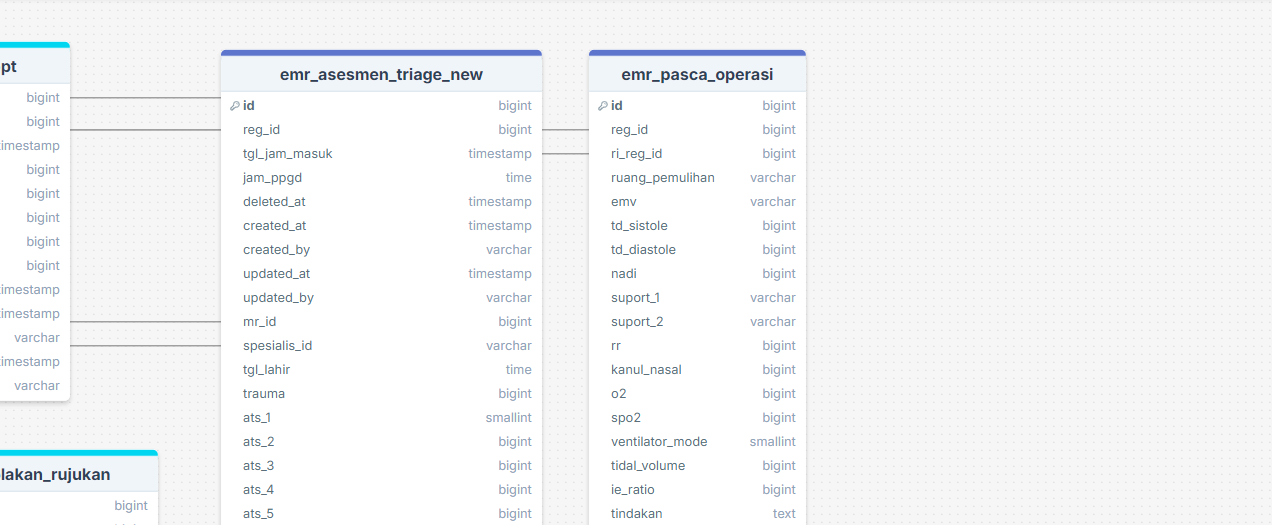 pt
bigint
bigint
timestamp
bigint
bigint
bigint
bigint
bigint
timestamp
timestamp
varchar
timestamp
varchar
lakan_rujukan
bigint
emr_asesmen_triage_new
id bigint
reg_id bigint
tgl_jam_masuk timestamp
jam_ppgd time
deleted_at timestamp
created_at timestamp
created_by varchar
updated_at timestamp
updated_by varchar
mr_id bigint
spesialis_id varchar
tgl_lahir time
trauma bigint
ats_1 smallint
ats_2 bigint
ats_3 bigint
ats_4 bigint
ats_5 bigint
emr_pasca_operasi
id bigint
reg_id bigint
ri_reg_id bigint
ruang_pemulihan varchar
emv varchar
td_sistole bigint
td_diastole bigint
nadi bigint
suport_1 varchar
suport_2 varchar
rr bigint
kanul_nasal bigint
o2 bigint
spo2 bigint
ventilator_mode smallint
tidal_volume bigint
ie_ratio bigint
tindakan text